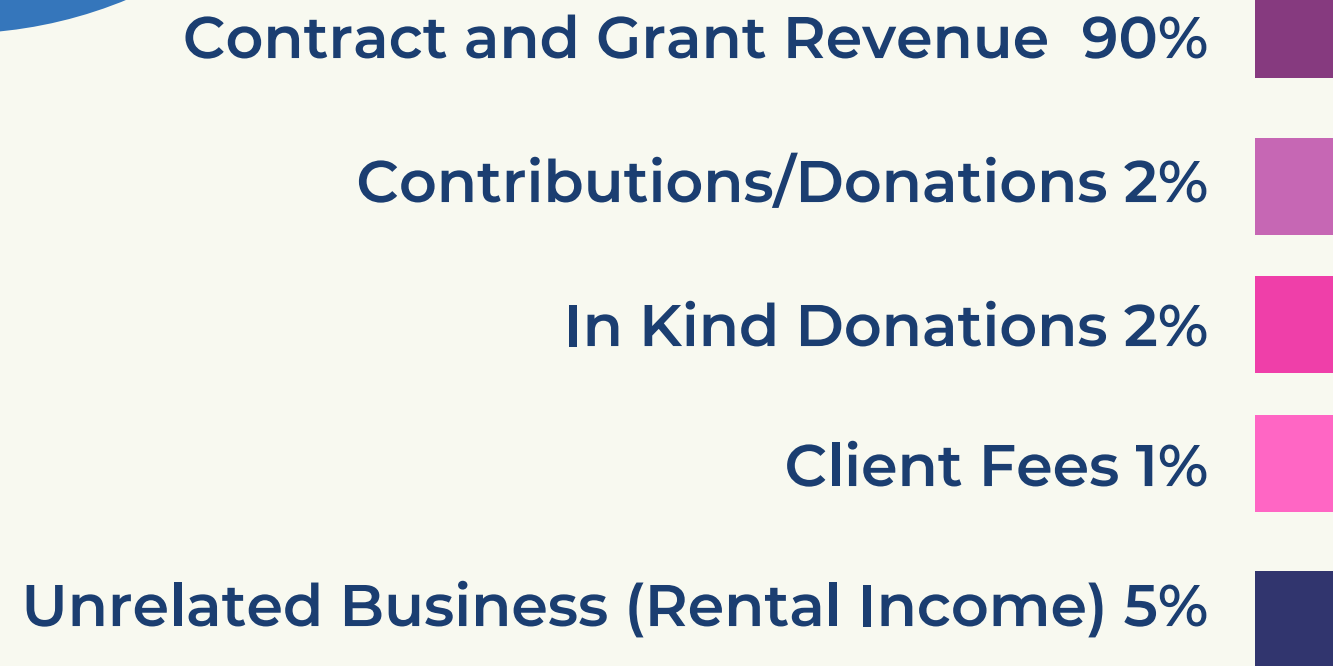 Contract and Grant Revenue 90%
Contributions/Donations 2%
In Kind Donations 2%
Client Fees 1%
Unrelated Business (Rental Income) 5%